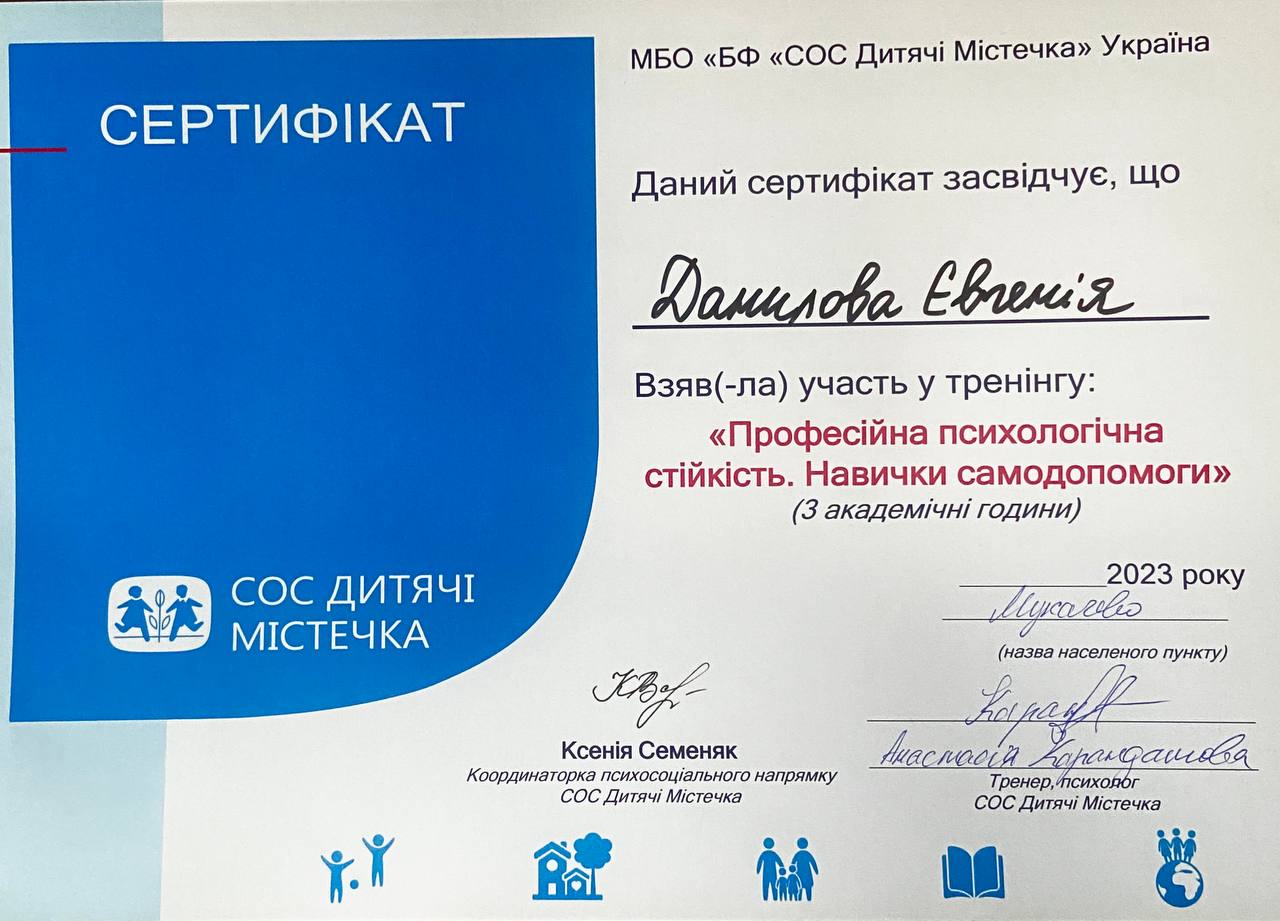 СЕРТИФІКАТ
СОС ДИТЯЧІ
МІСТЕЧКА
МБО «БФ «СОС Дитячі Містечка» Україна
Даний сертифікат засвідчує, що
Данилова Євгенія
Взяв(-ла) участь у тренінгу:
«Професійна психологічна
стійкість. Навички самодопомоги»
(3 академічні години)
2023 року
Мукачево
(назва населеного пункту)
Ксенія Семеняк
Координаторка психосоціального напрямку
СОС Дитячі Містечка
Анастасія Карандашова
Тренер, психолог
СОС Дитячі Містечка